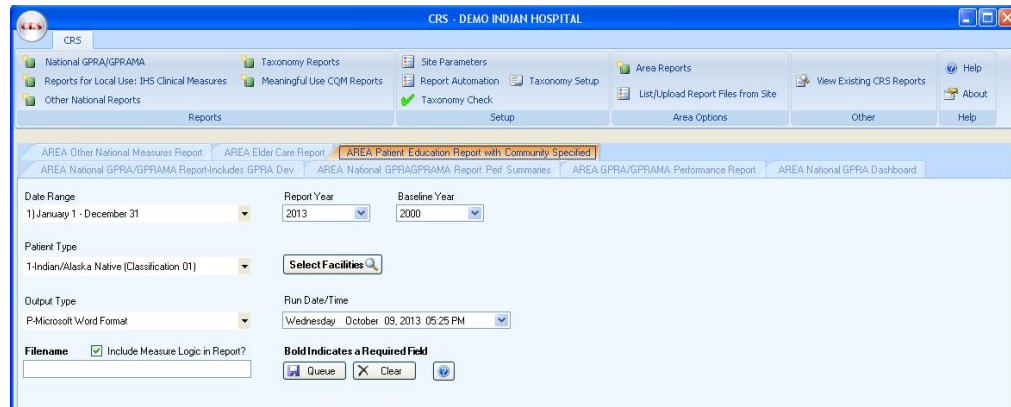 CRS - DEMO INDIAN HOSPITAL
CRS
CRS
National GPRA/GPRAMA
Reports for Local Use: IHS Clinical Measures
Other National Reports
Taxonomy Reports
Meaningful Use CQM Reports
Reports
Site Parameters
Report Automation
Taxonomy Setup
Taxonomy Check
Setup
Area Reports
List/Upload Report Files from Site
Area Options
View Existing CRS Reports
Other
Help
About
Help
AREA Other National Measures Report
AREA Elder Care Report
AREA Patient Education Report with Community Specified
AREA National GPRA/GPRAMA Report-Includes GPRA Dev
AREA National GPRAGPRAMA Report Perf Summaries
AREA GPRA/GPRAMA Performance Report
AREA National GPRA Dashboard
Date Range
1) January 1 - December 31
Report Year
2013
Baseline Year
2000
Patient Type
1-Indian/Alaska Native (Classification 01)
Select Facilities
Output Type
P-Microsoft Word Format
Run Date/Time
Wednesday October 09, 2013 05:25 PM
Filename
Include Measure Logic in Report?
Bold Indicates a Required Field
Queue
Clear